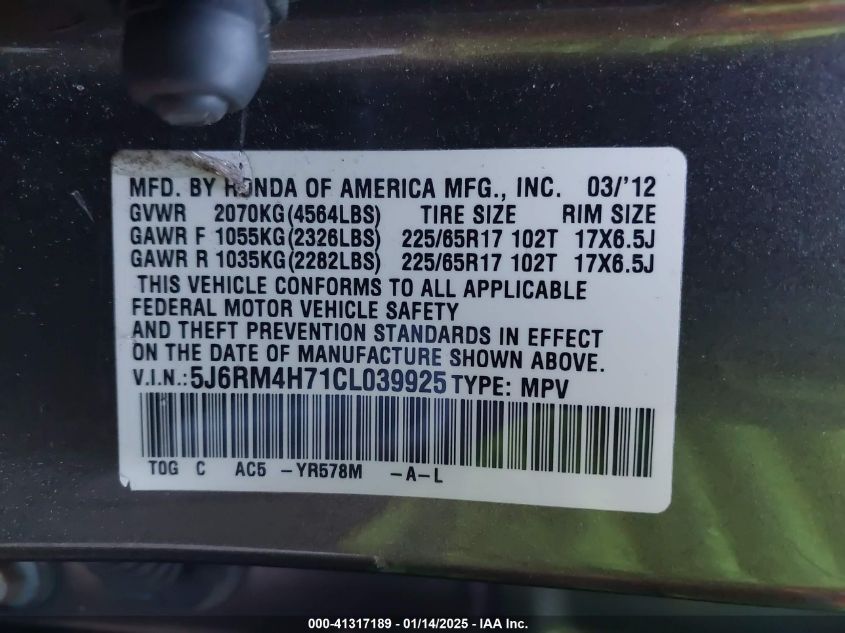 MFD. BY HONDA OF AMERICA MFG., INC. 03/'12
GVWR 2070KG(4564LBS) TIRE SIZE RIM SIZE
GAWR F 1055KG(2326LBS) 225/65R17 102T 17X6.5J
GAWR R 1035KG(2282LBS) 225/65R17 102T 17X6.5J
THIS VEHICLE CONFORMS TO ALL APPLICABLE
FEDERAL MOTOR VEHICLE SAFETY
AND THEFT PREVENTION STANDARDS IN EFFECT
ON THE DATE OF MANUFACTURE SHOWN ABOVE.
V.I.N.:5J6RM4H71CL039925 TYPE: MPV
TOG C AC5 -YR578M -A-L
000-41317189 - 01/14/2025 - IAA Inc.